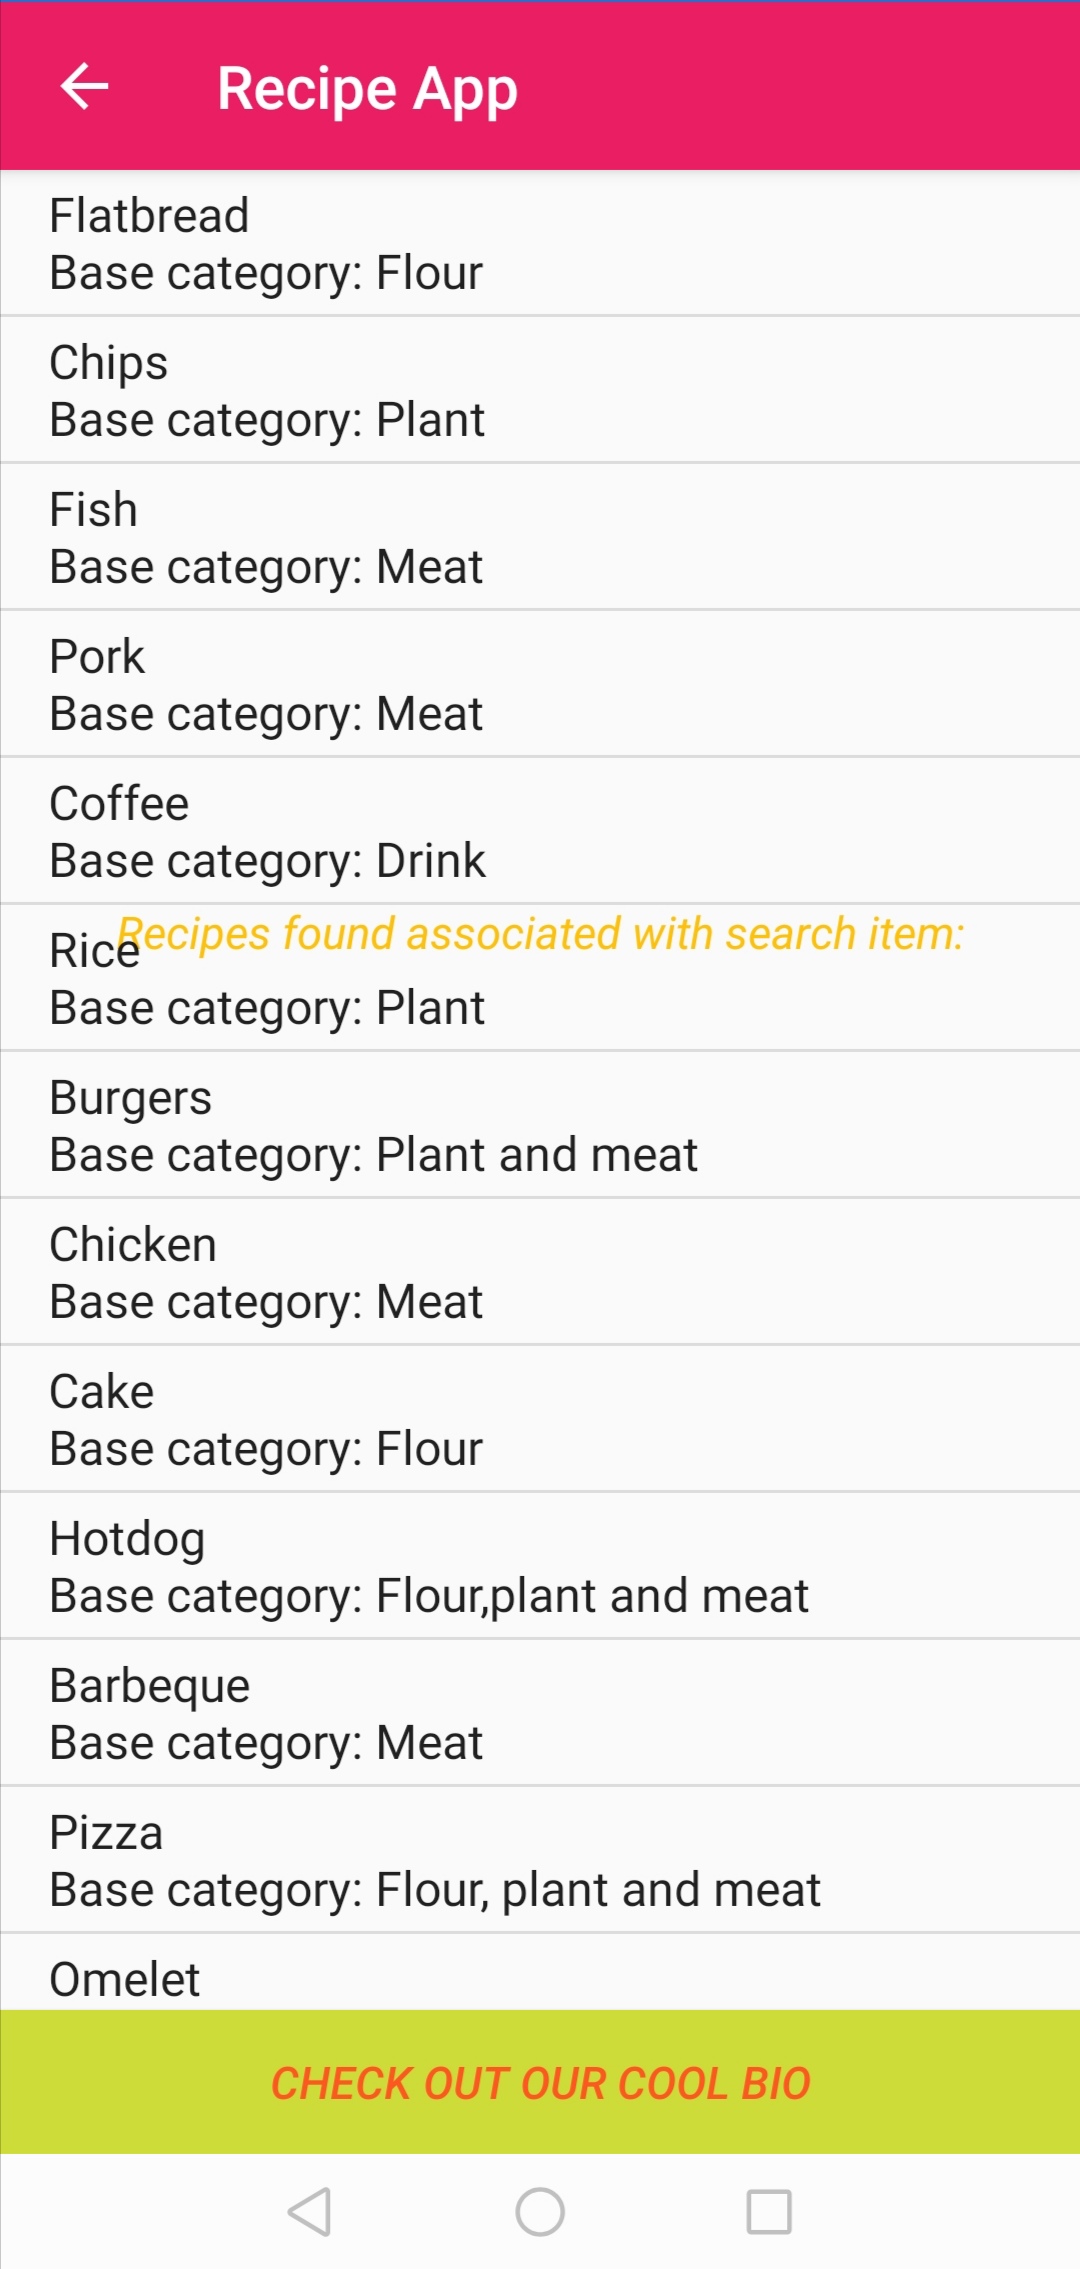 Recipe App
Flatbread
Base category: Flour
Chips
Base category: Plant
Fish
Base category: Meat
Pork
Base category: Meat
Coffee
Base category: Drink
Recipes found associated with search item:
Rice
Base category: Plant
Burgers
Base category: Plant and meat
Chicken
Base category: Meat
Cake
Base category: Flour
Hotdog
Base category: Flour,plant and meat
Barbeque
Base category: Meat
Pizza
Base category: Flour, plant and meat
Omelet
CHECK OUT OUR COOL BIO